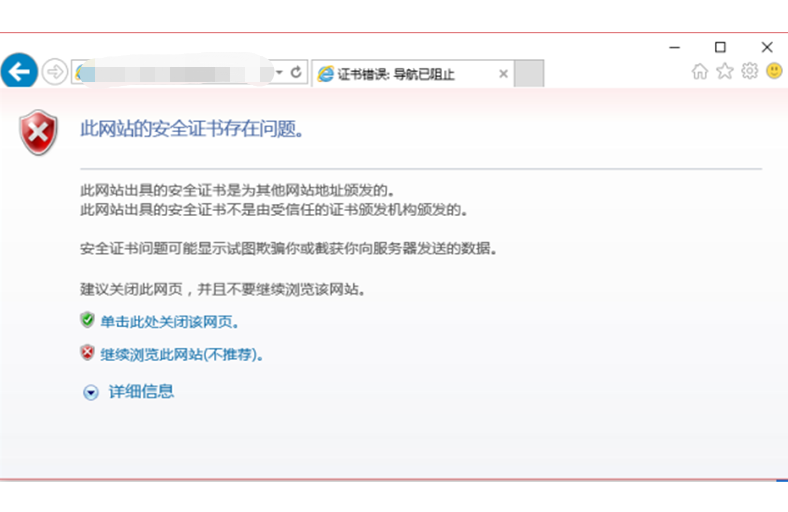 证书错误: 导航已阻止
此网站的安全证书存在问题。
此网站出具的安全证书是为其他网站地址颁发的。
此网站出具的安全证书不是由受信任的证书颁发机构颁发的。
安全证书问题可能显示试图欺骗你或截获你向服务器发送的数据。
建议关闭此网页，并且不要继续浏览该网站。
单击此处关闭该网页。
继续浏览此网站(不推荐)。
详细信息